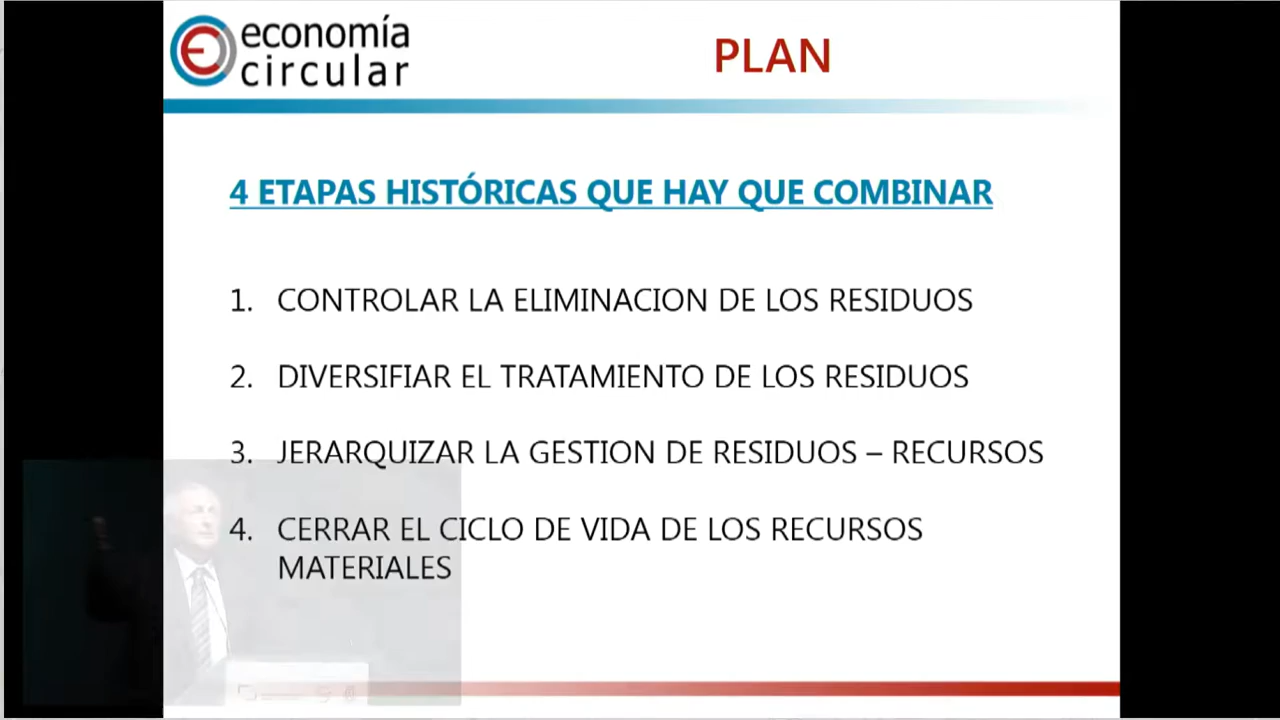 economía
circular
PLAN
4 ETAPAS HISTÓRICAS QUE HAY QUE COMBINAR
1. CONTROLAR LA ELIMINACION DE LOS RESIDUOS
2. DIVERSIFIAR EL TRATAMIENTO DE LOS RESIDUOS
3. JERARQUIZAR LA GESTION DE RESIDUOS – RECURSOS
4. CERRAR EL CICLO DE VIDA DE LOS RECURSOS
MATERIALES